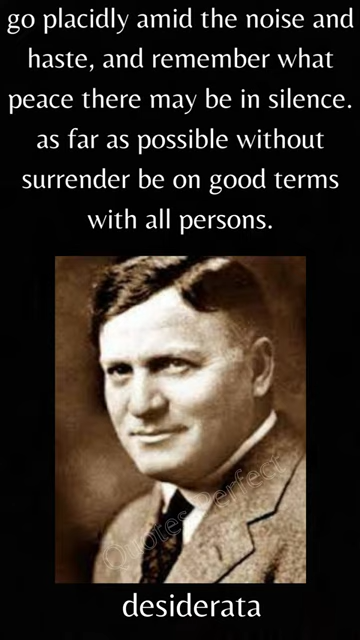 go placidly amid the noise and
haste, and remember what
peace there may be in silence.
as far as possible without
surrender be on good terms
with all persons.
Quotes Perfect
desiderata